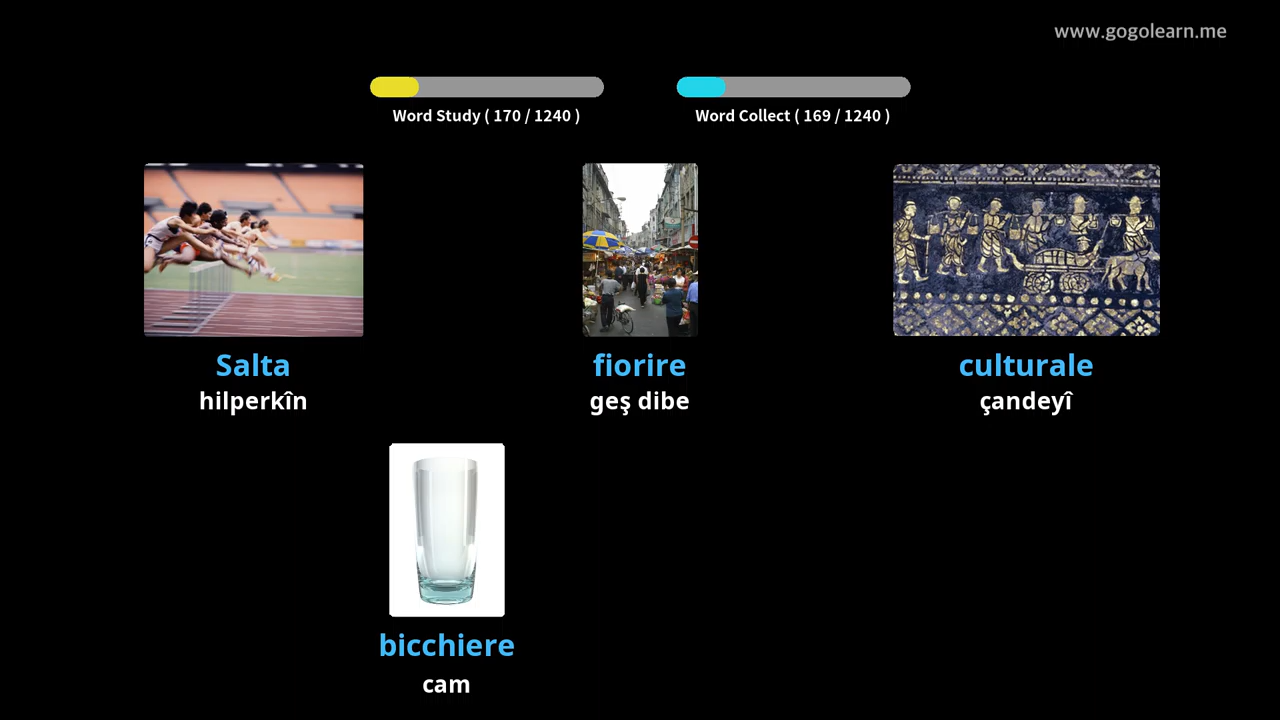 www.gogolearn.me
Word Study ( 170 / 1240 )
Word Collect ( 169 / 1240 )
Salta
hilperkîn
fiorire
geş dibe
culturale
çandeyî
bicchiere
cam